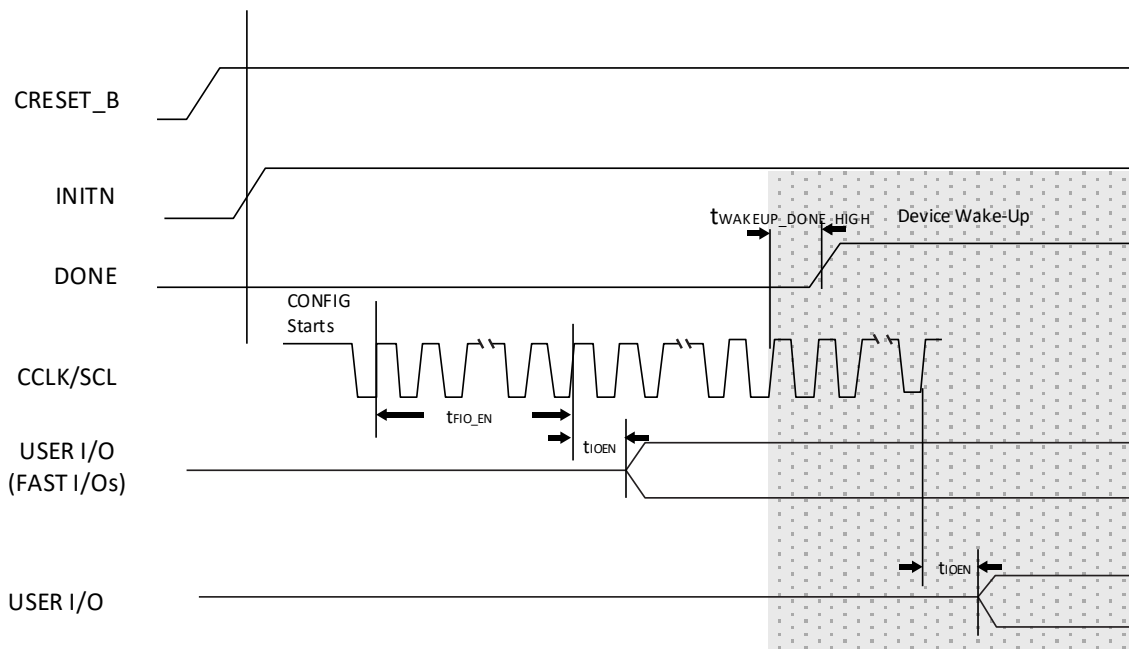 CRESET_B
INITN
tWAKEUP_DONE_HIGH
Device Wake-Up
DONE
CONFIG
Starts
CCLK/SCL
tFIO_EN
USER I/O
(FAST I/Os)
tIOEN
tIOEN
USER I/O